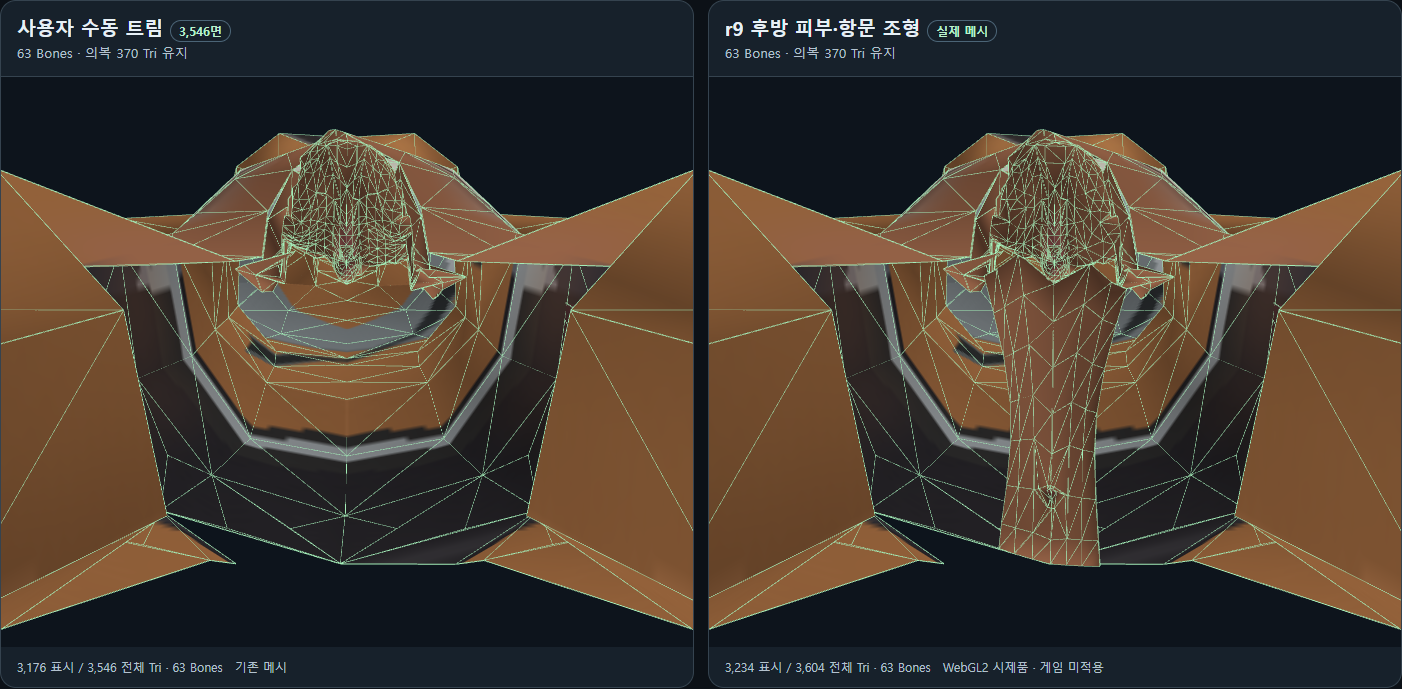 사용자 수동 트림 3,546면
63 Bones · 의복 370 Tri 유지
3,176 표시 / 3,546 전체 Tri · 63 Bones 기존 메시
r9 후방 피부·항문 조형 실제 메시
63 Bones · 의복 370 Tri 유지
3,234 표시 / 3,604 전체 Tri · 63 Bones WebGL2 시제품 · 게임 미적용